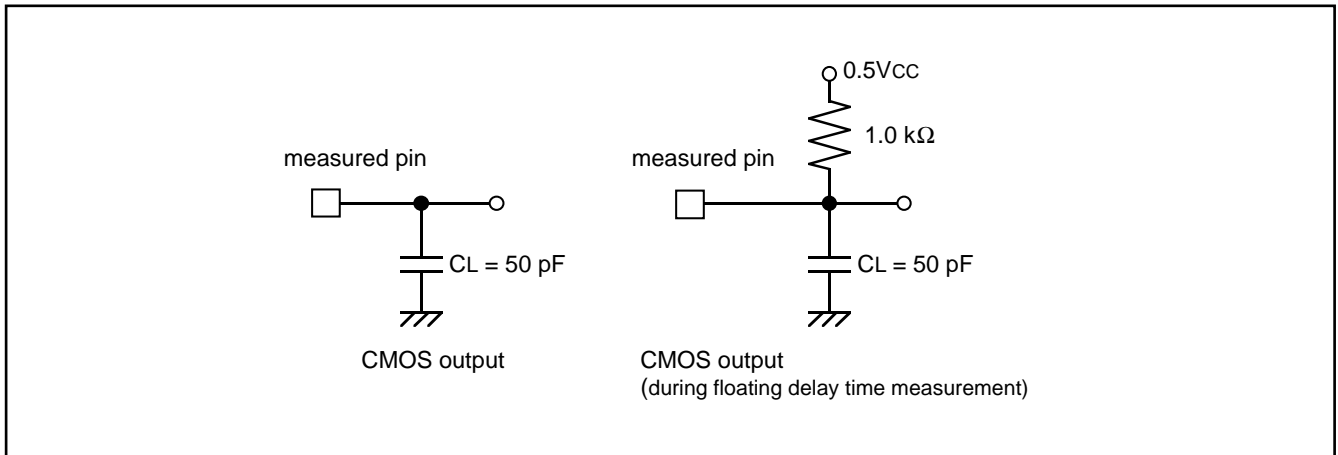 0.5VCC
1.0 kΩ
measured pin
measured pin
CL = 50 pF
CL = 50 pF
CMOS output
CMOS output
(during floating delay time measurement)